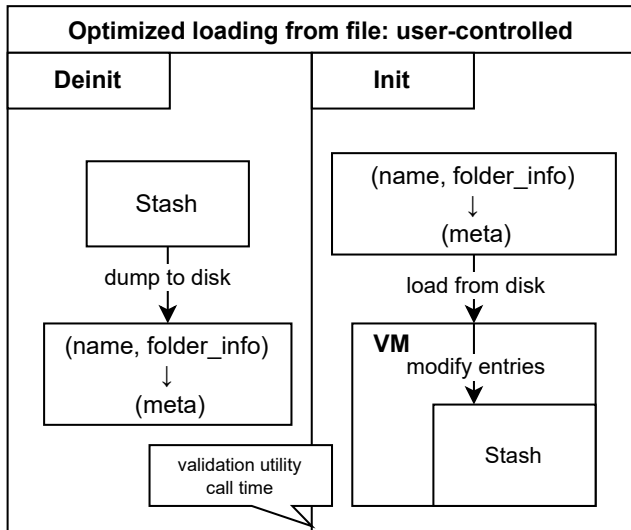 Optimized loading from file: user-controlled
Deinit
Stash
dump to disk
(name, folder_info)
↓
(meta)
validation utility
call time
Init
(name, folder_info)
↓
(meta)
load from disk
VM
modify entries
Stash